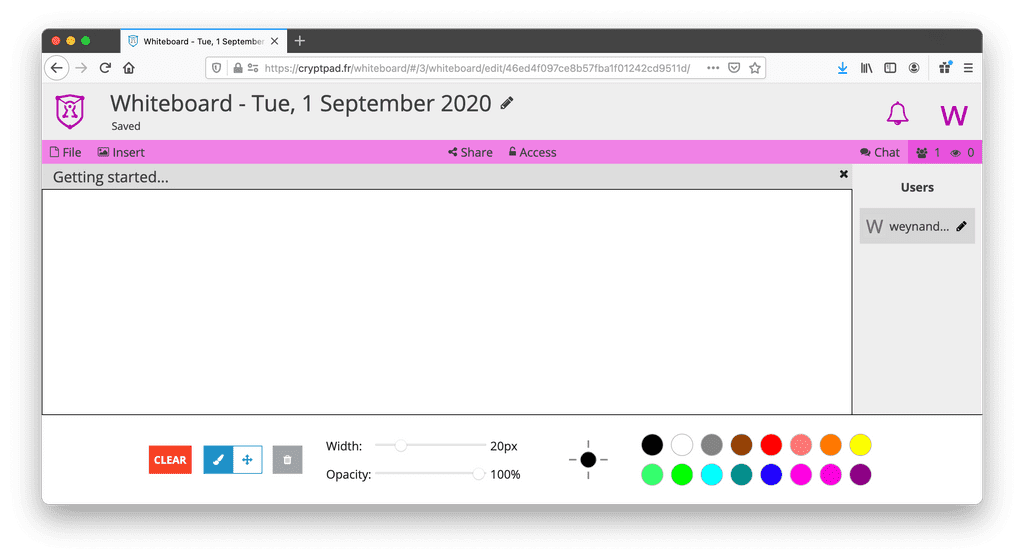 Whiteboard - Tue, 1 September
https://cryptpad.fr/whiteboard/#/3/whiteboard/edit/46ed4f097ce8b57fba1f01242cd9511d/
Whiteboard - Tue, 1 September 2020
Saved
W
File Insert Share Access Chat 1 0
Getting started...
Users
W weynand...
CLEAR
Width: 20px
Opacity: 100%